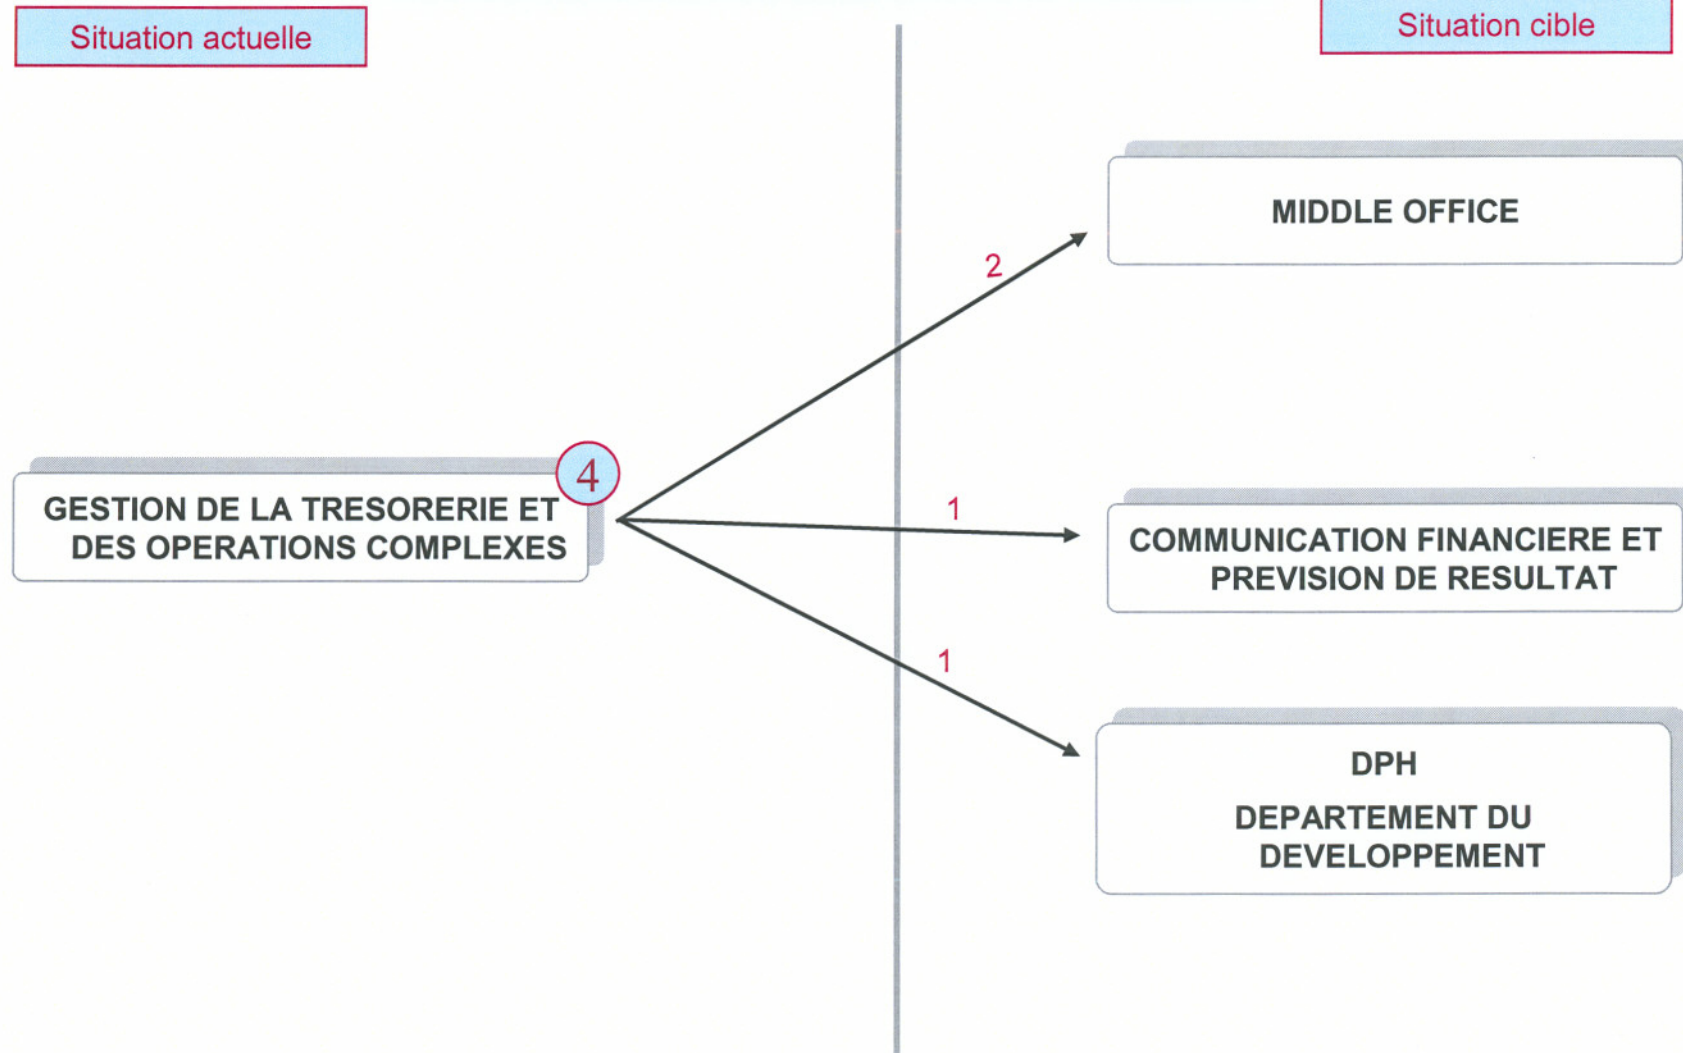 Situation actuelle
Situation cible
MIDDLE OFFICE
2
4
GESTION DE LA TRESORERIE ET
DES OPERATIONS COMPLEXES
1
COMMUNICATION FINANCIERE ET
PREVISION DE RESULTAT
1
DPH
DEPARTEMENT DU
DEVELOPPEMENT